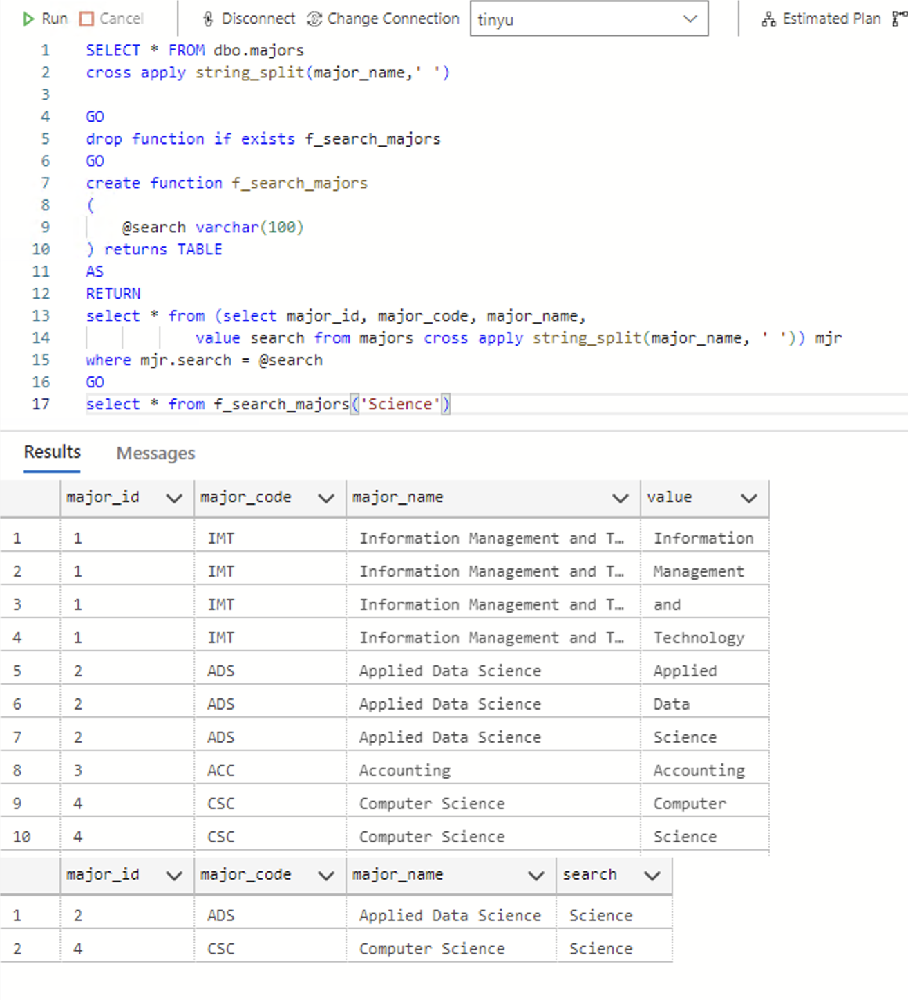 Run Cancel Disconnect Change Connection tinyu Estimated Plan
1 SELECT * FROM dbo.majors
2 cross apply string_split(major_name,' ')
3
4 GO
5 drop function if exists f_search_majors
6 GO
7 create function f_search_majors
8 (
9 @search varchar(100)
10 ) returns TABLE
11 AS
12 RETURN
13 select * from (select major_id, major_code, major_name,
14 value search from majors cross apply string_split(major_name, ' ')) mjr
15 where mjr.search = @search
16 GO
17 select * from f_search_majors('Science')
Results Messages
major_id major_code major_name value
1 1 IMT Information Management and T… Information
2 1 IMT Information Management and T… Management
3 1 IMT Information Management and T… and
4 1 IMT Information Management and T… Technology
5 2 ADS Applied Data Science Applied
6 2 ADS Applied Data Science Data
7 2 ADS Applied Data Science Science
8 3 ACC Accounting Accounting
9 4 CSC Computer Science Computer
10 4 CSC Computer Science Science
major_id major_code major_name search
1 2 ADS Applied Data Science Science
2 4 CSC Computer Science Science